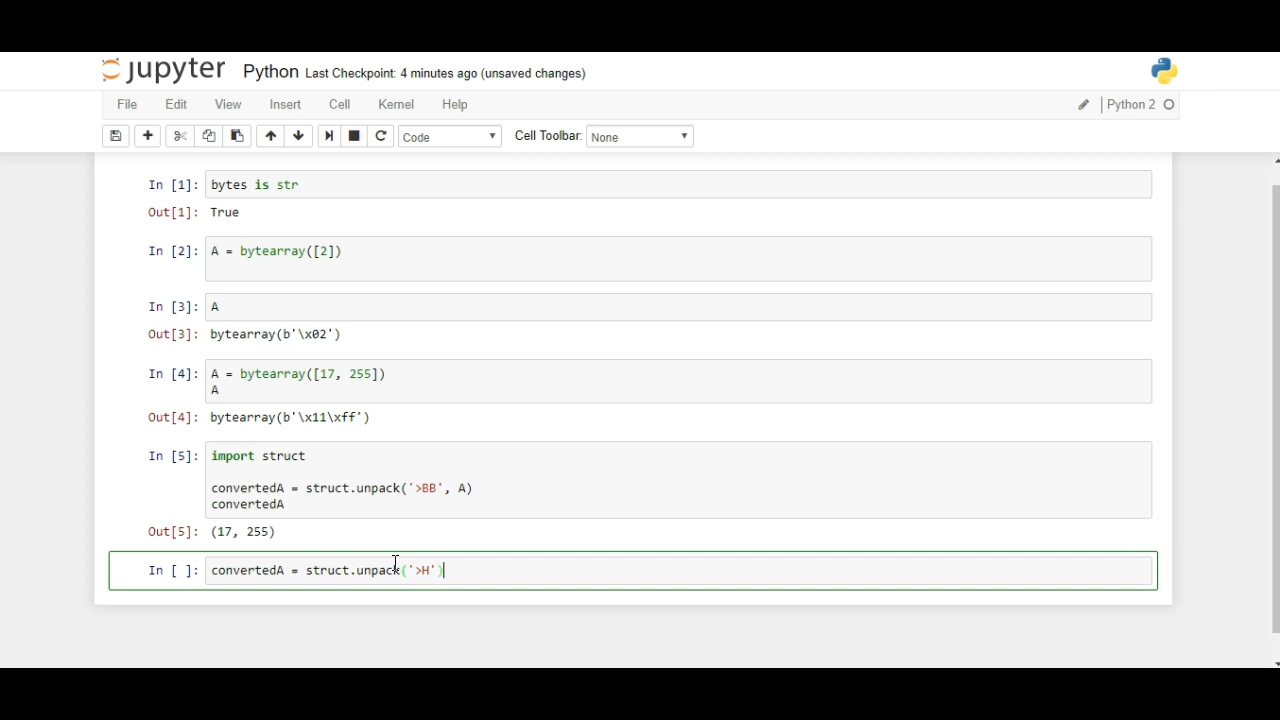 jupyter Python Last Checkpoint: 4 minutes ago (unsaved changes)
File Edit View Insert Cell Kernel Help Python 2
Code Cell Toolbar: None
In [1]: bytes is str
Out[1]: True
In [2]: A = bytearray([2])
In [3]: A
Out[3]: bytearray(b'\x02')
In [4]: A = bytearray([17, 255])
A
Out[4]: bytearray(b'\x11\xff')
In [5]: import struct
convertedA = struct.unpack('>BB', A)
convertedA
Out[5]: (17, 255)
In [ ]: convertedA = struct.unpack('>H')